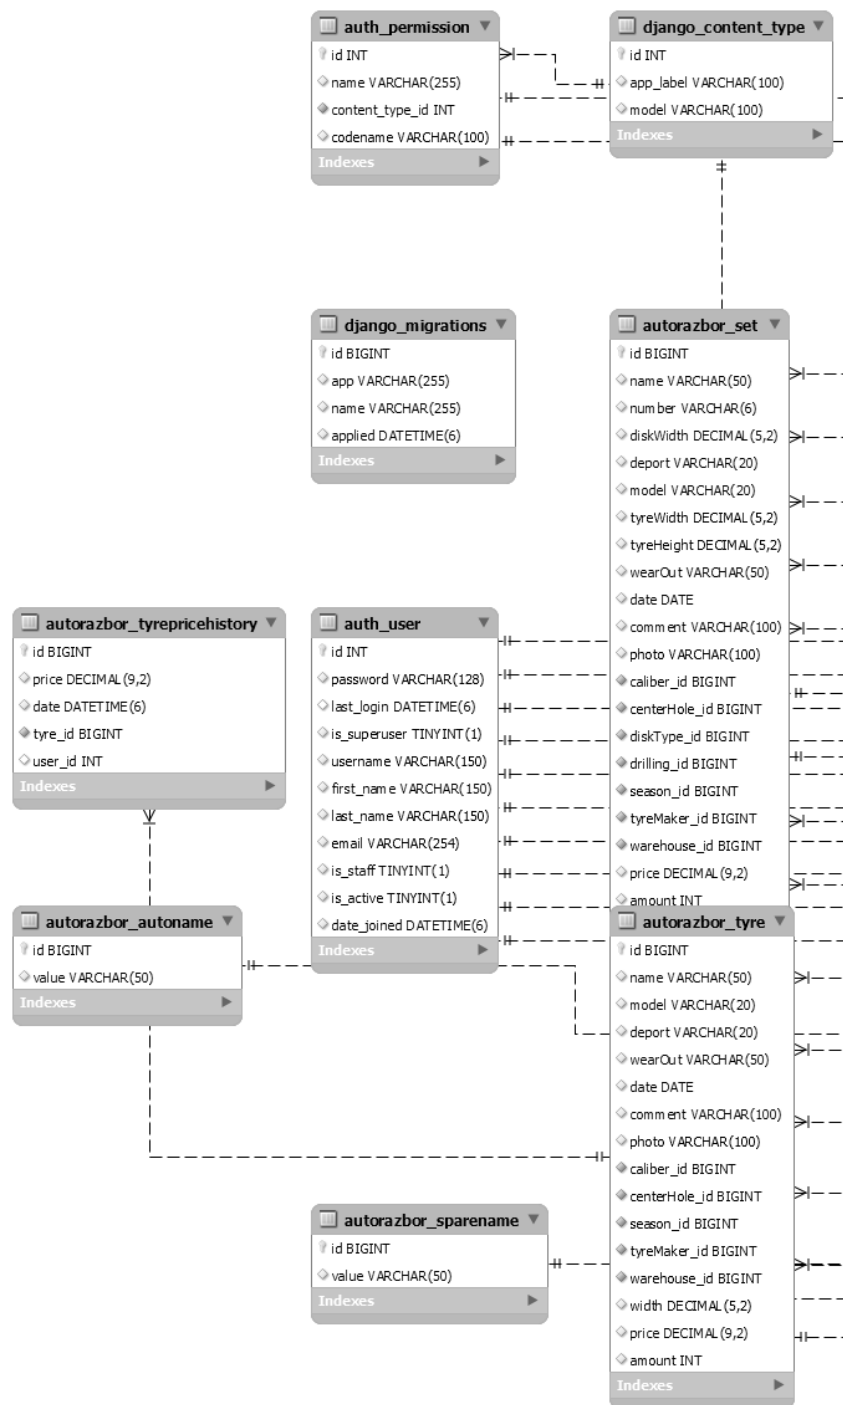 auth_permission
id INT
name VARCHAR(255)
content_type_id INT
codename VARCHAR(100)
Indexes
django_content_type
id INT
app_label VARCHAR(100)
model VARCHAR(100)
Indexes
django_migrations
id BIGINT
app VARCHAR(255)
name VARCHAR(255)
applied DATETIME(6)
Indexes
autorazbor_set
id BIGINT
name VARCHAR(50)
number VARCHAR(6)
diskWidth DECIMAL(5,2)
deport VARCHAR(20)
model VARCHAR(20)
tyreWidth DECIMAL(5,2)
tyreHeight DECIMAL(5,2)
wearOut VARCHAR(50)
date DATE
comment VARCHAR(100)
photo VARCHAR(100)
caliber_id BIGINT
centerHole_id BIGINT
diskType_id BIGINT
drilling_id BIGINT
season_id BIGINT
tyreMaker_id BIGINT
warehouse_id BIGINT
price DECIMAL(9,2)
amount INT
autorazbor_tyrepricehistory
id BIGINT
price DECIMAL(9,2)
date DATETIME(6)
tyre_id BIGINT
user_id INT
Indexes
auth_user
id INT
password VARCHAR(128)
last_login DATETIME(6)
is_superuser TINYINT(1)
username VARCHAR(150)
first_name VARCHAR(150)
last_name VARCHAR(150)
email VARCHAR(254)
is_staff TINYINT(1)
is_active TINYINT(1)
date_joined DATETIME(6)
Indexes
autorazbor_autoname
id BIGINT
value VARCHAR(50)
Indexes
autorazbor_tyre
id BIGINT
name VARCHAR(50)
model VARCHAR(20)
deport VARCHAR(20)
wearOut VARCHAR(50)
date DATE
comment VARCHAR(100)
photo VARCHAR(100)
caliber_id BIGINT
centerHole_id BIGINT
season_id BIGINT
tyreMaker_id BIGINT
warehouse_id BIGINT
width DECIMAL(5,2)
price DECIMAL(9,2)
amount INT
Indexes
autorazbor_sparename
id BIGINT
value VARCHAR(50)
Indexes